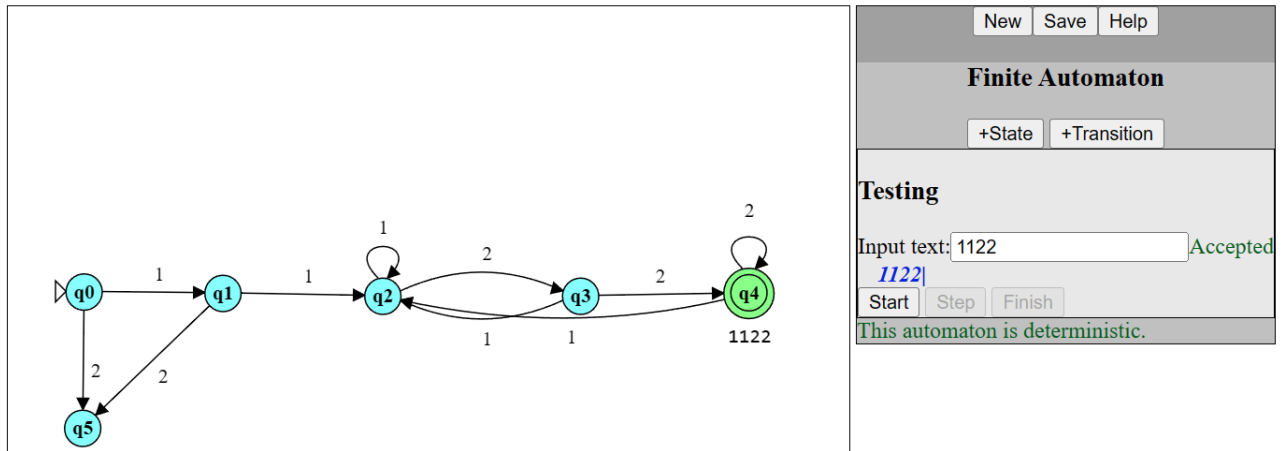 New Save Help
Finite Automaton
+State +Transition
Testing
Input text: 1122 Accepted
1122|
Start Step Finish
This automaton is deterministic.
1 2
q0 1 q1 1 q2 2 q3 2 q4
1 1
1122
2 2
q5